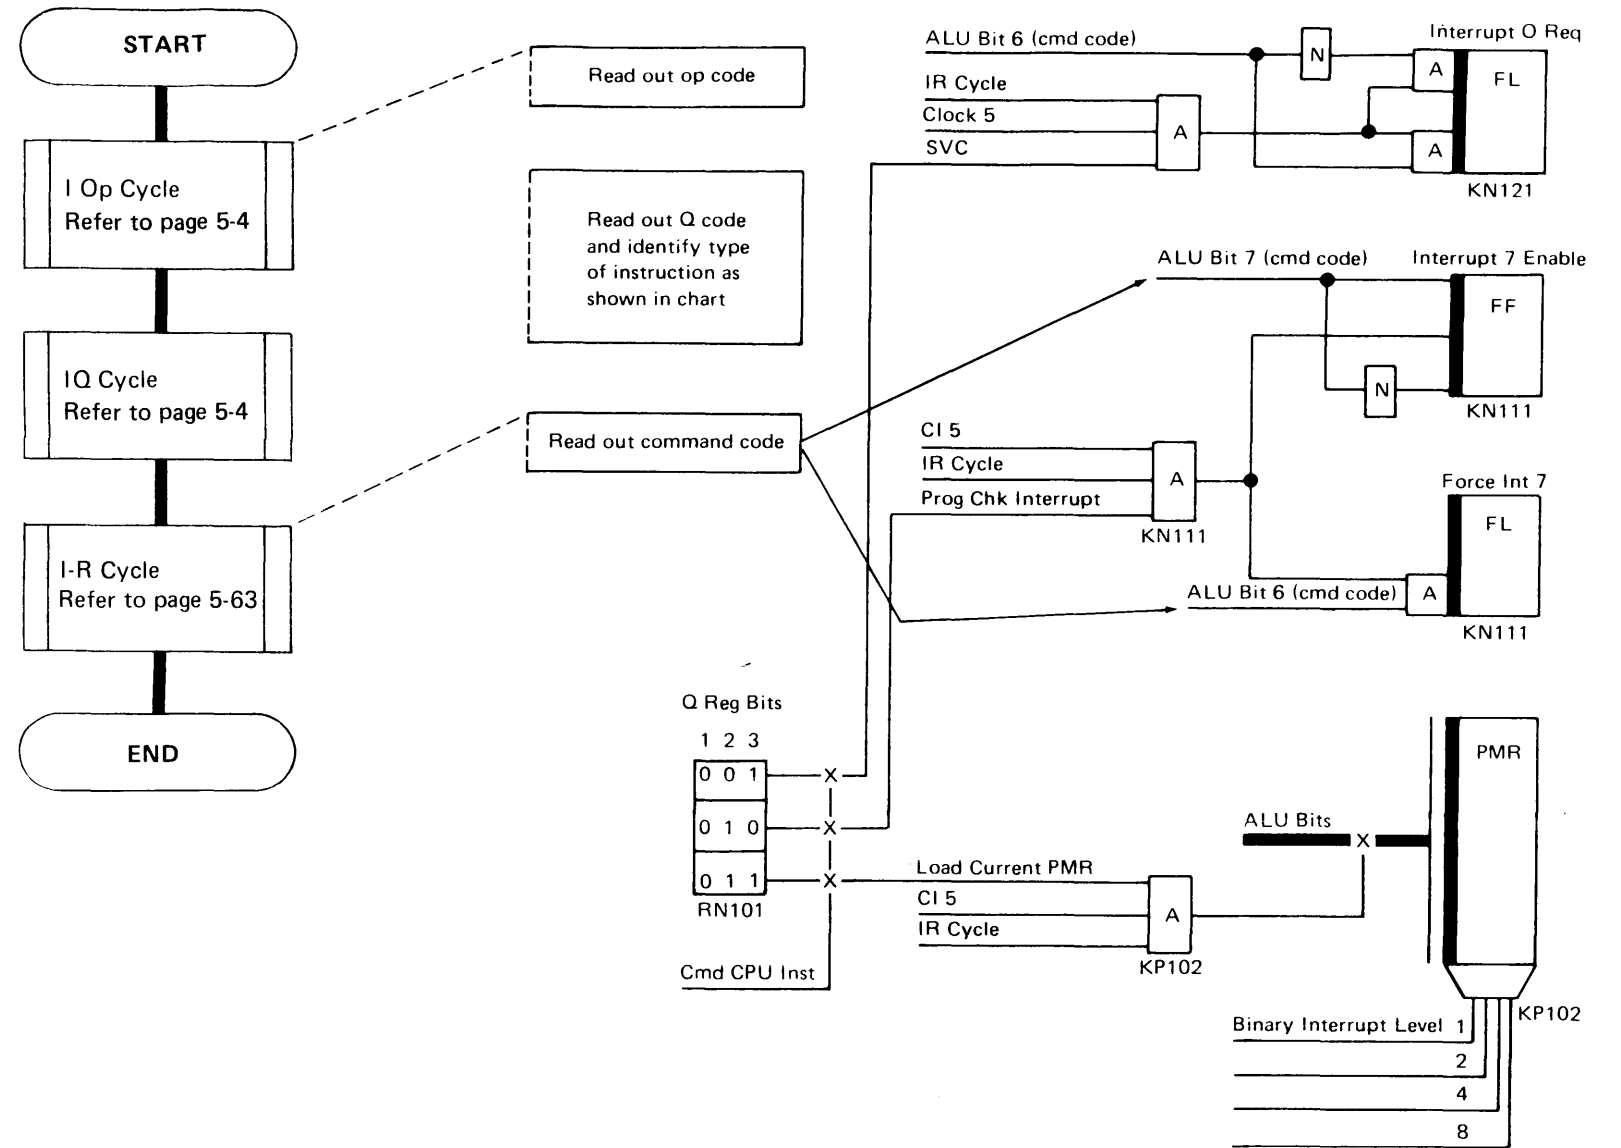 START
I Op Cycle
Refer to page 5-4
IQ Cycle
Refer to page 5-4
I-R Cycle
Refer to page 5-63
END
Read out op code
Read out Q code
and identify type
of instruction as
shown in chart
Read out command code
ALU Bit 6 (cmd code)
IR Cycle
Clock 5
SVC
A
N
A
A
Interrupt O Req
FL
KN121
ALU Bit 7 (cmd code)
Interrupt 7 Enable
FF
N
KN111
CI 5
IR Cycle
Prog Chk Interrupt
A
KN111
Force Int 7
FL
ALU Bit 6 (cmd code)
A
KN111
Q Reg Bits
1 2 3
0 0 1
X
0 1 0
X
0 1 1
X
RN101
Cmd CPU Inst
Load Current PMR
CI 5
IR Cycle
A
KP102
ALU Bits
X
PMR
KP102
Binary Interrupt Level 1
2
4
8